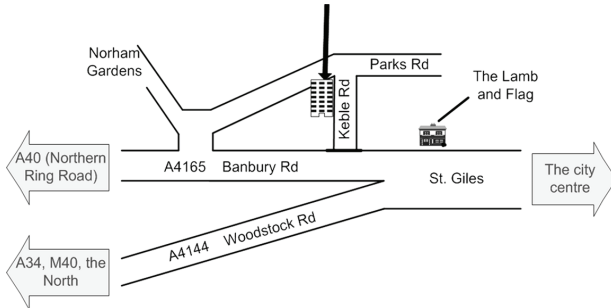 Norham
Gardens
Parks Rd
The Lamb
and Flag
Keble Rd
A40 (Northern
Ring Road)
A4165 Banbury Rd
St. Giles
The city
centre
A4144 Woodstock Rd
A34, M40, the
North